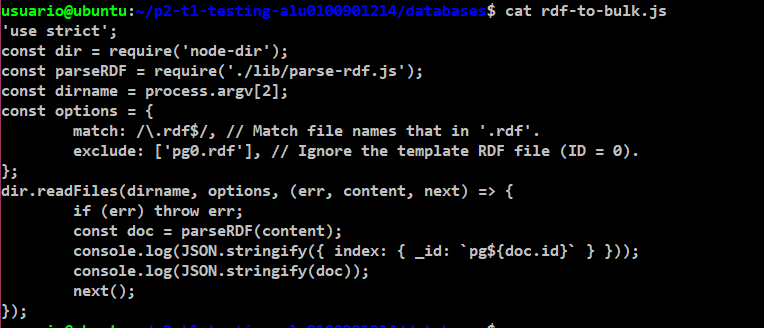 usuario@ubuntu:~/p2-t1-testing-alu0100901214/databases$ cat rdf-to-bulk.js
'use strict';
const dir = require('node-dir');
const parseRDF = require('./lib/parse-rdf.js');
const dirname = process.argv[2];
const options = {
        match: /\.rdf$/, // Match file names that in '.rdf'.
        exclude: ['pg0.rdf'], // Ignore the template RDF file (ID = 0).
};
dir.readFiles(dirname, options, (err, content, next) => {
        if (err) throw err;
        const doc = parseRDF(content);
        console.log(JSON.stringify({ index: { _id: `pg${doc.id}` } }));
        console.log(JSON.stringify(doc));
        next();
});